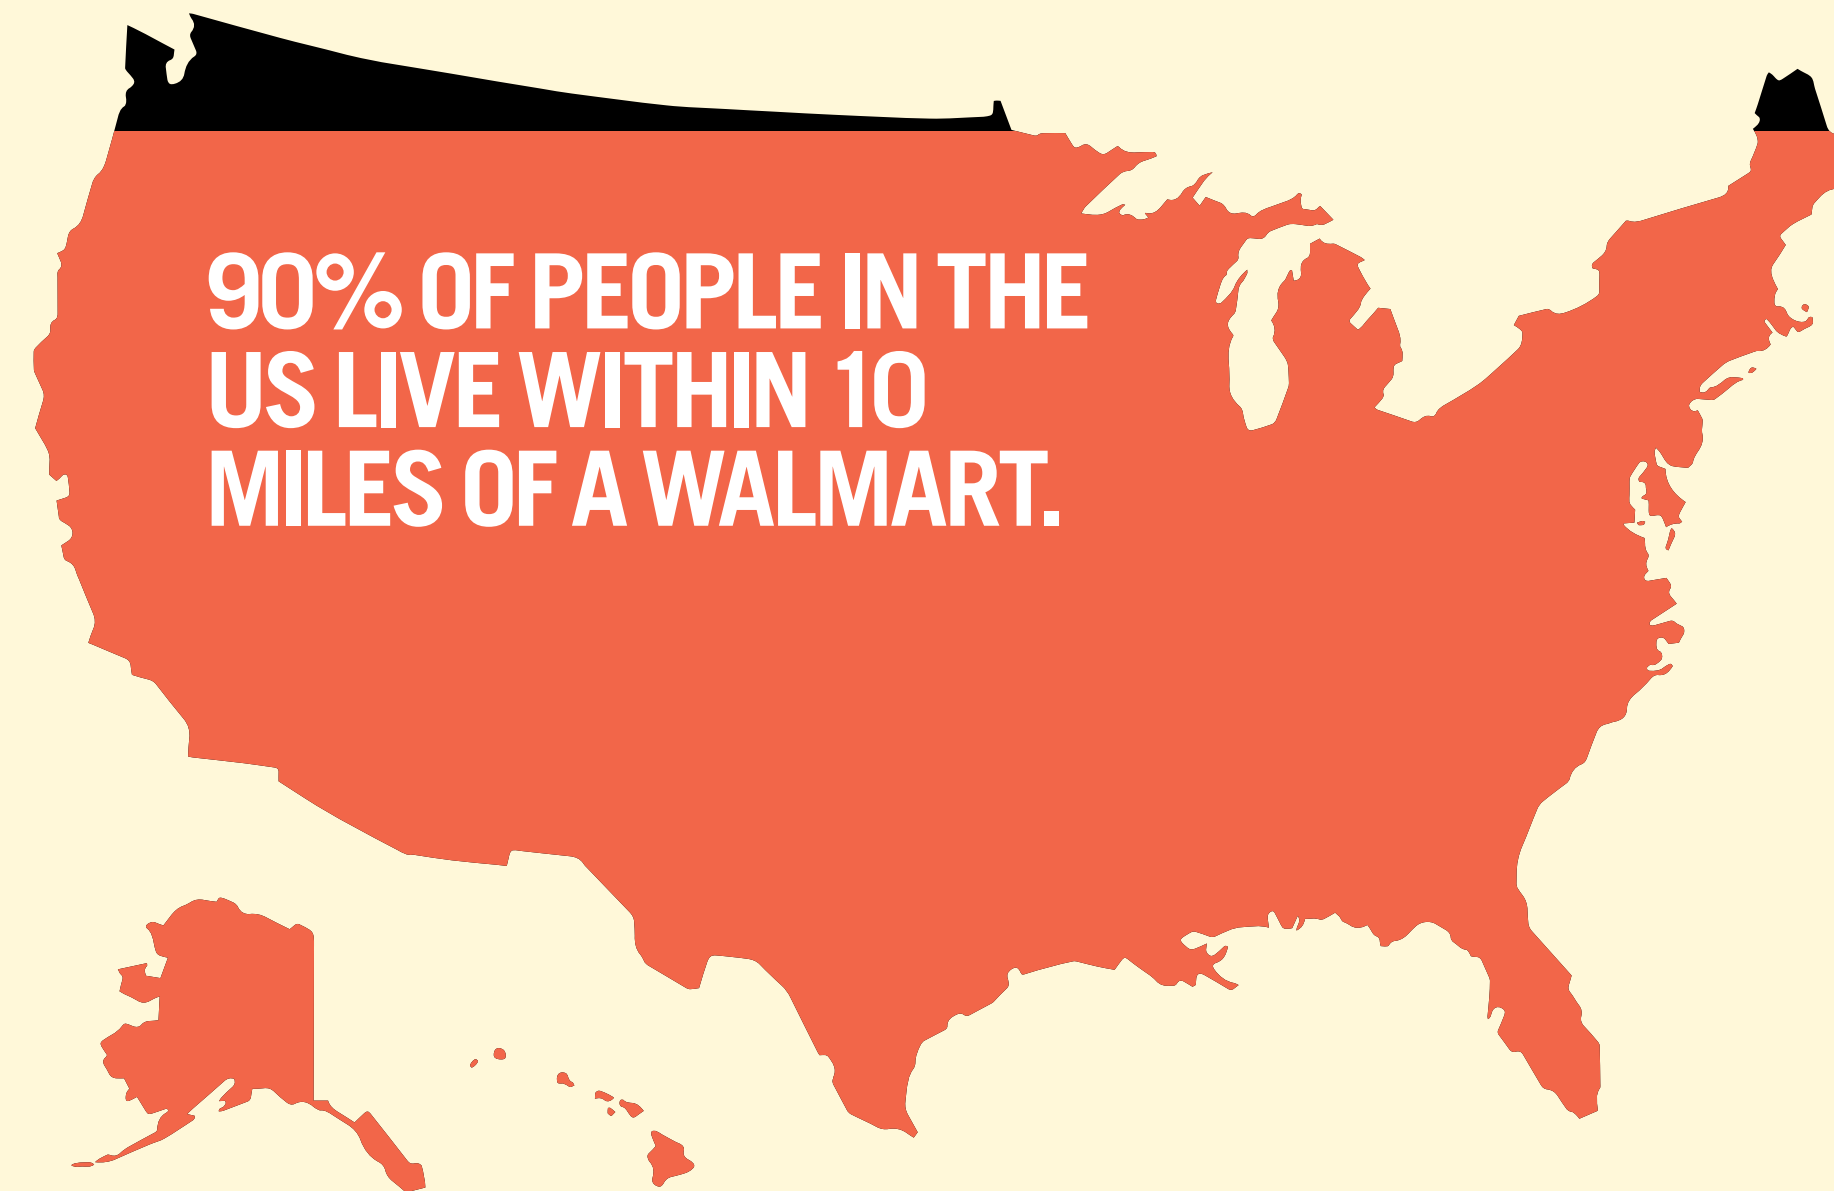 90% OF PEOPLE IN THE
US LIVE WITHIN 10
MILES OF A WALMART.